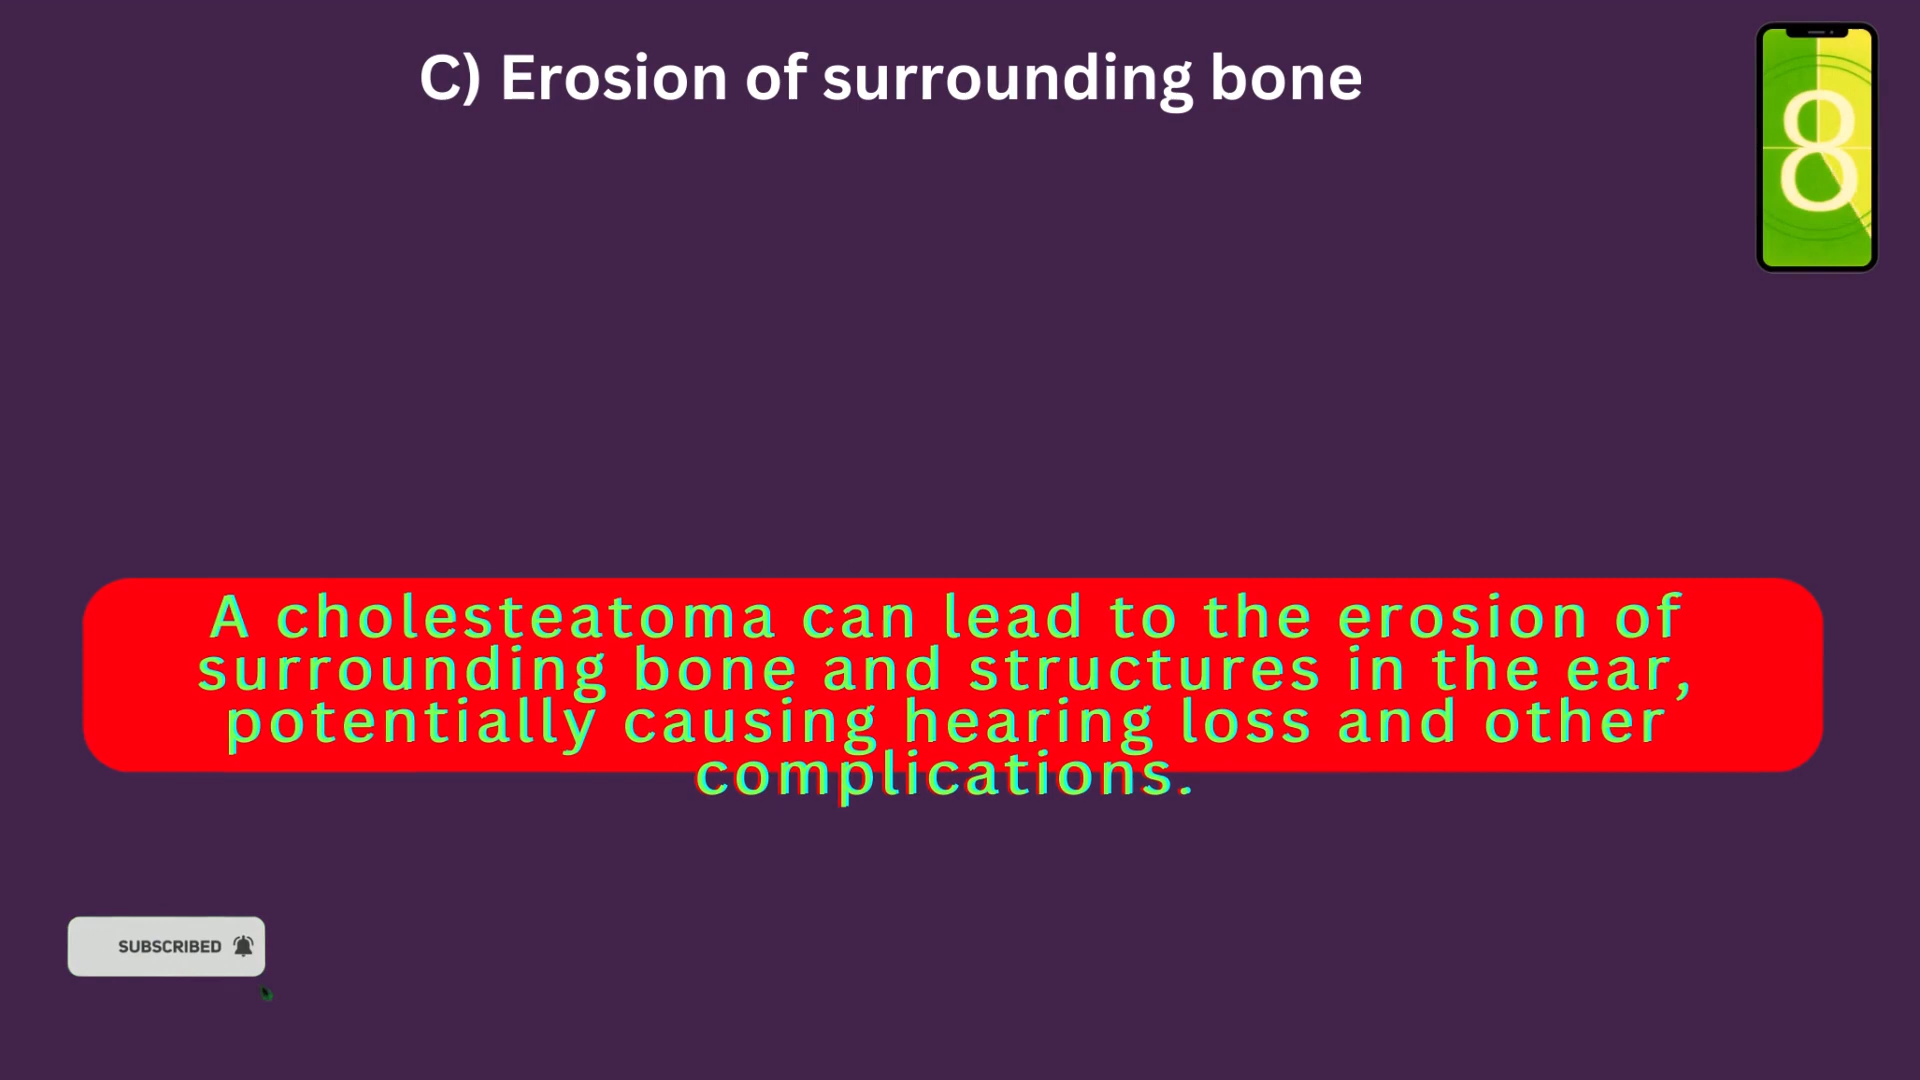 C) Erosion of surrounding bone
8
A cholesteatoma can lead to the erosion of
surrounding bone and structures in the ear,
potentially causing hearing loss and other
complications.
SUBSCRIBED